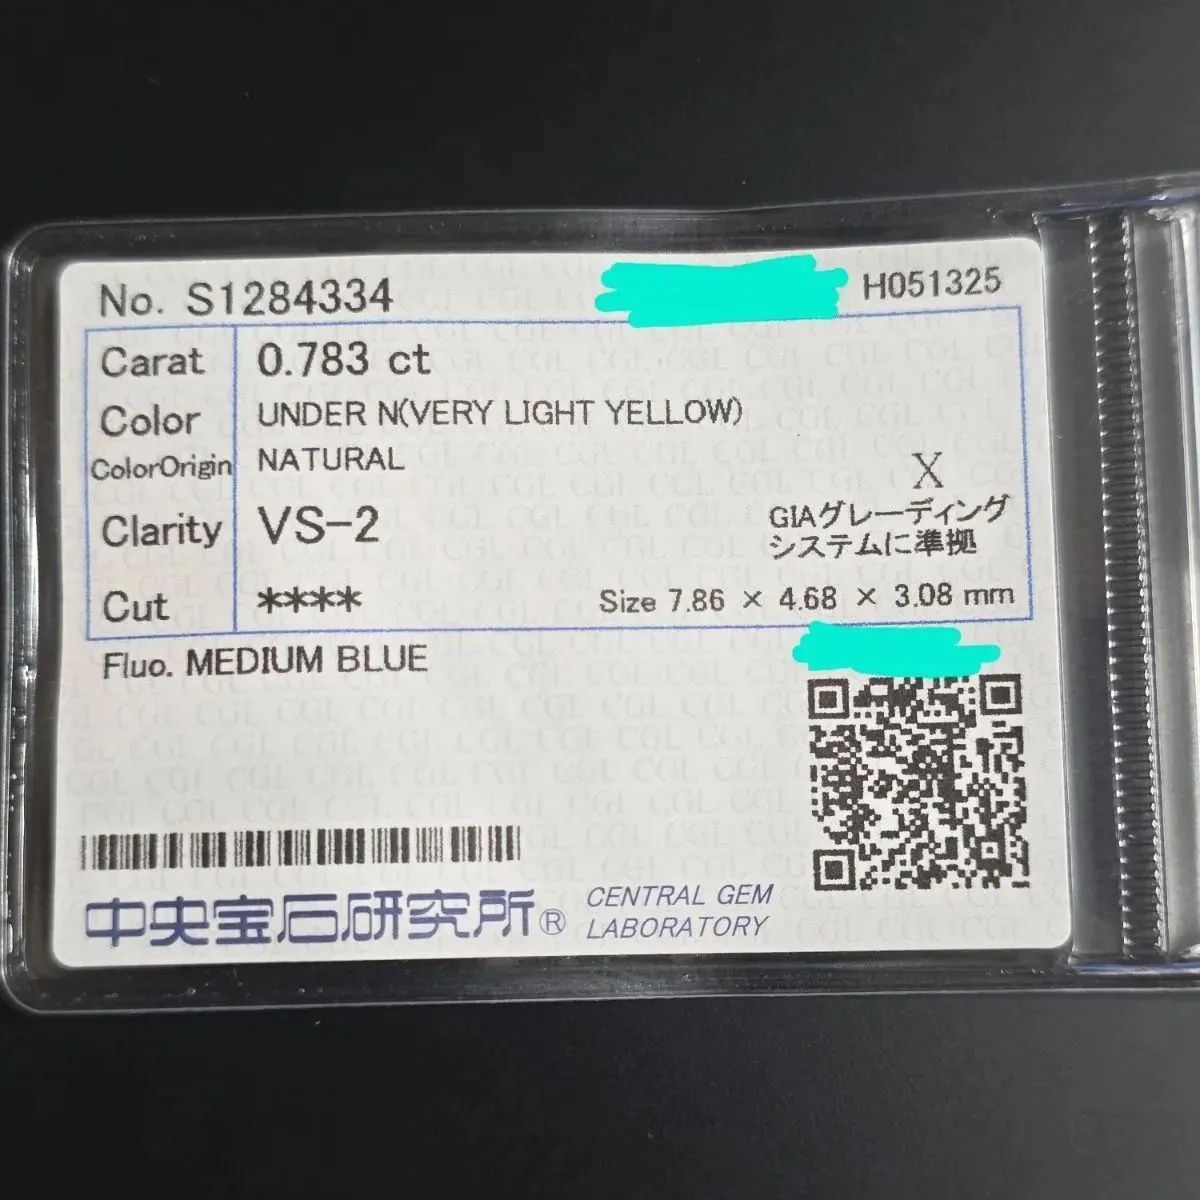 No. S1284334
H051325
Carat 0.783 ct
Color UNDER N(VERY LIGHT YELLOW)
ColorOrigin NATURAL
X
Clarity VS-2
GIAグレーディング
システムに準拠
Cut ****
Size 7.86 × 4.68 × 3.08 mm
Fluo. MEDIUM BLUE
中央宝石研究所®
CENTRAL GEM
LABORATORY